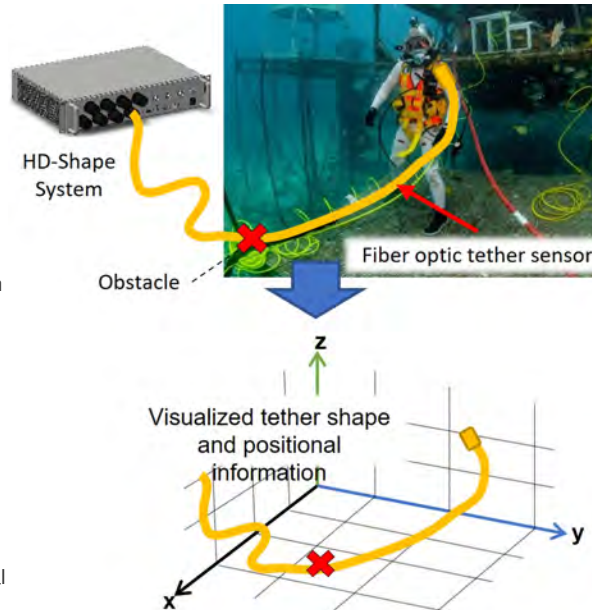 HD-Shape
System
Fiber optic tether sensor
Obstacle
z
Visualized tether shape
and positional
information
y
x